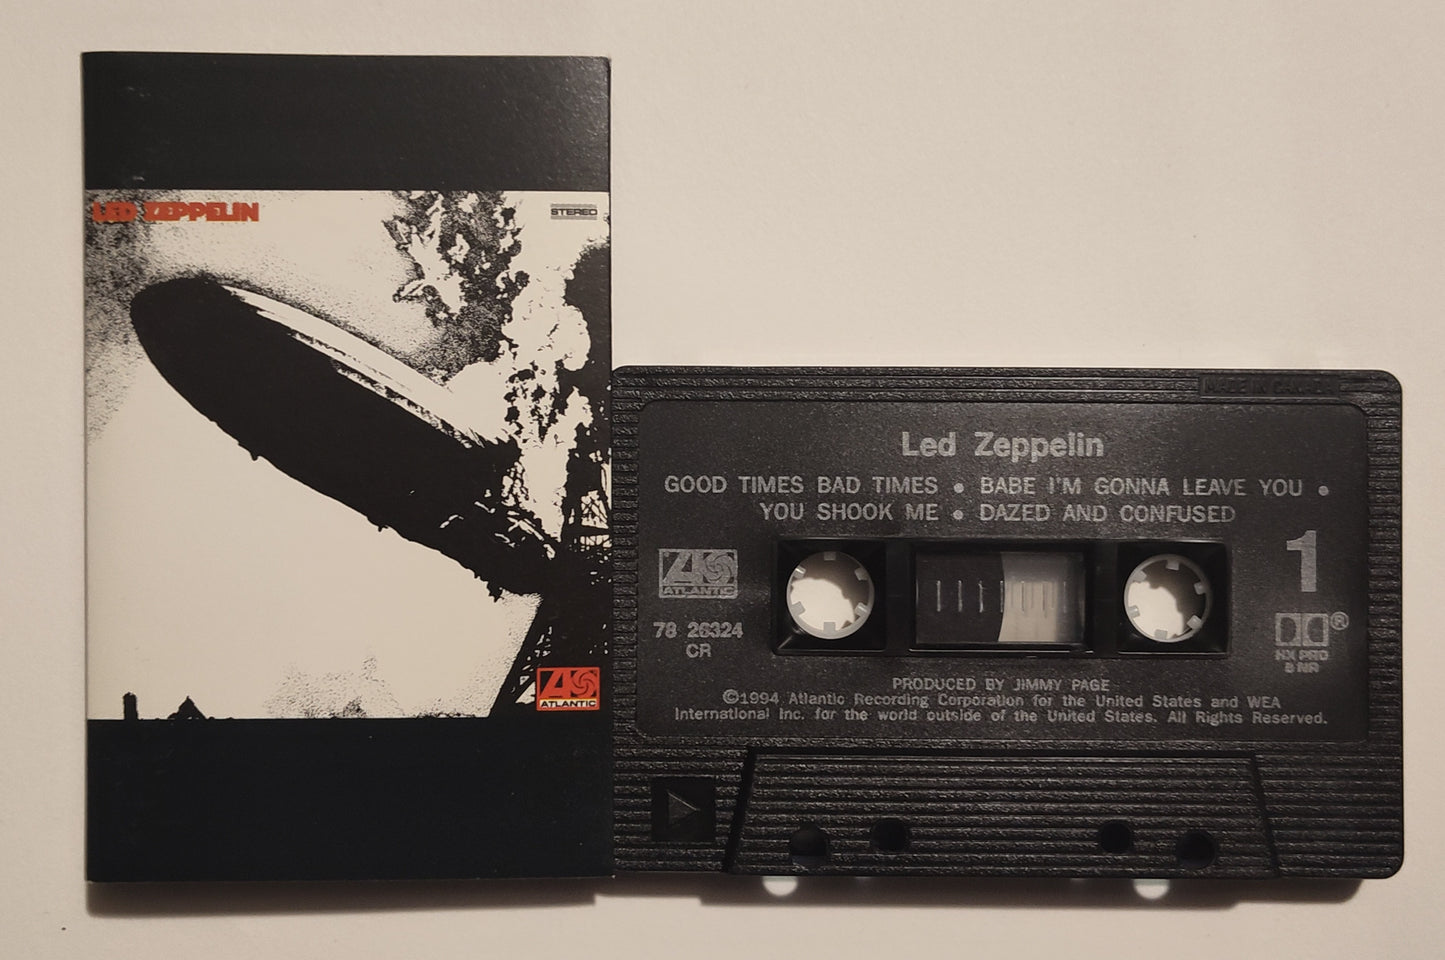 LED ZEPPELIN
STEREO
ATLANTIC
MADE IN CANADA
Led Zeppelin
GOOD TIMES BAD TIMES • BABE I'M GONNA LEAVE YOU •
YOU SHOOK ME • DAZED AND CONFUSED
1
ATLANTIC
78 26324
CR
HX PRO
B NR
PRODUCED BY JIMMY PAGE
©1994 Atlantic Recording Corporation for the United States and WEA
International Inc. for the world outside of the United States. All Rights Reserved.